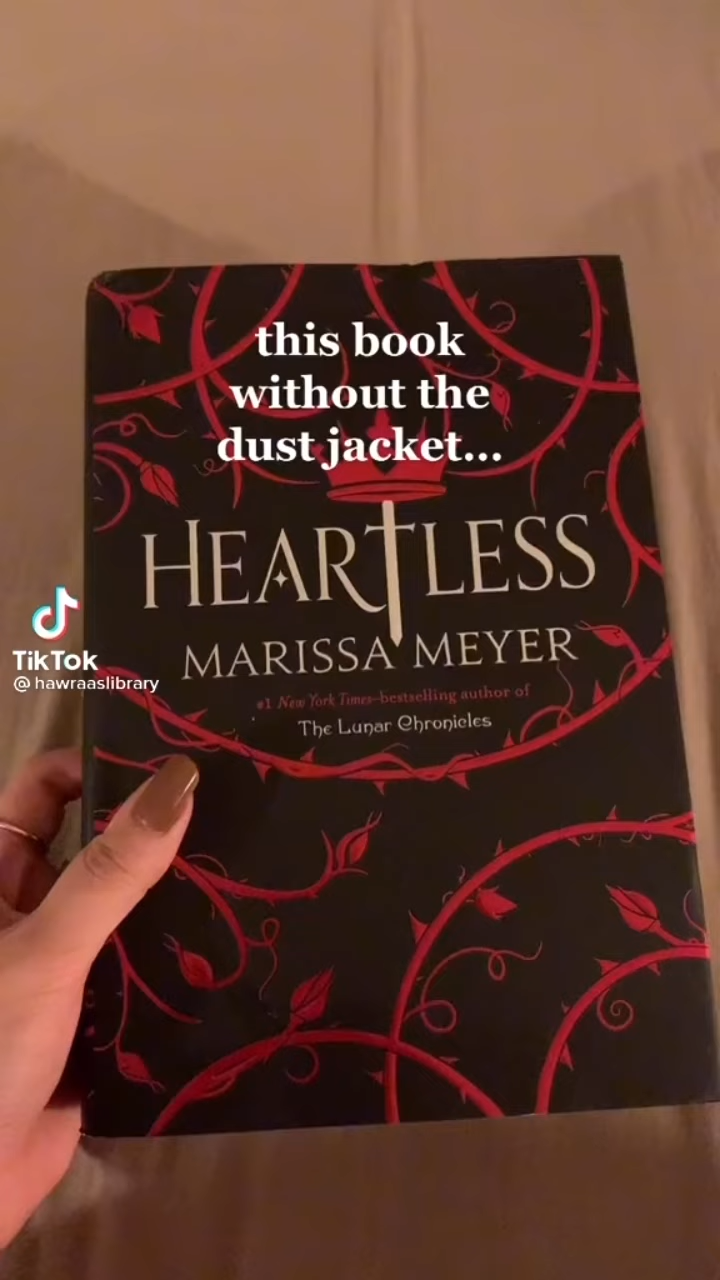 this book
without the
dust jacket...
HEARTLESS
MARISSA MEYER
#1 New York Times–bestselling author of
The Lunar Chronicles
TikTok
@hawraaslibrary